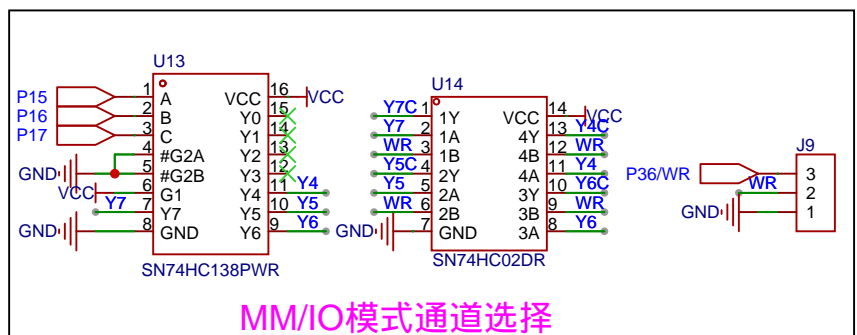 U13
P15 1 A VCC 16 VCC
P16 2 B Y0 15
P17 3 C Y1 14
4 #G2A Y2 13
GND 5 #G2B Y3 12
VCC 6 G1 Y4 11 Y4
Y7 7 Y7 Y5 10 Y5
GND 8 GND Y6 9 Y6
SN74HC138PWR
U14
Y7C 1 1Y VCC 14 VCC
Y7 2 1A 4Y 13 Y4C
WR 3 1B 4B 12 WR
Y5C 4 2Y 4A 11 Y4
Y5 5 2A 3Y 10 Y6C
WR 6 2B 3B 9 WR
GND 7 GND 3A 8 Y6
SN74HC02DR
J9
P36/WR 3
WR 2
GND 1
MM/IO模式通道选择